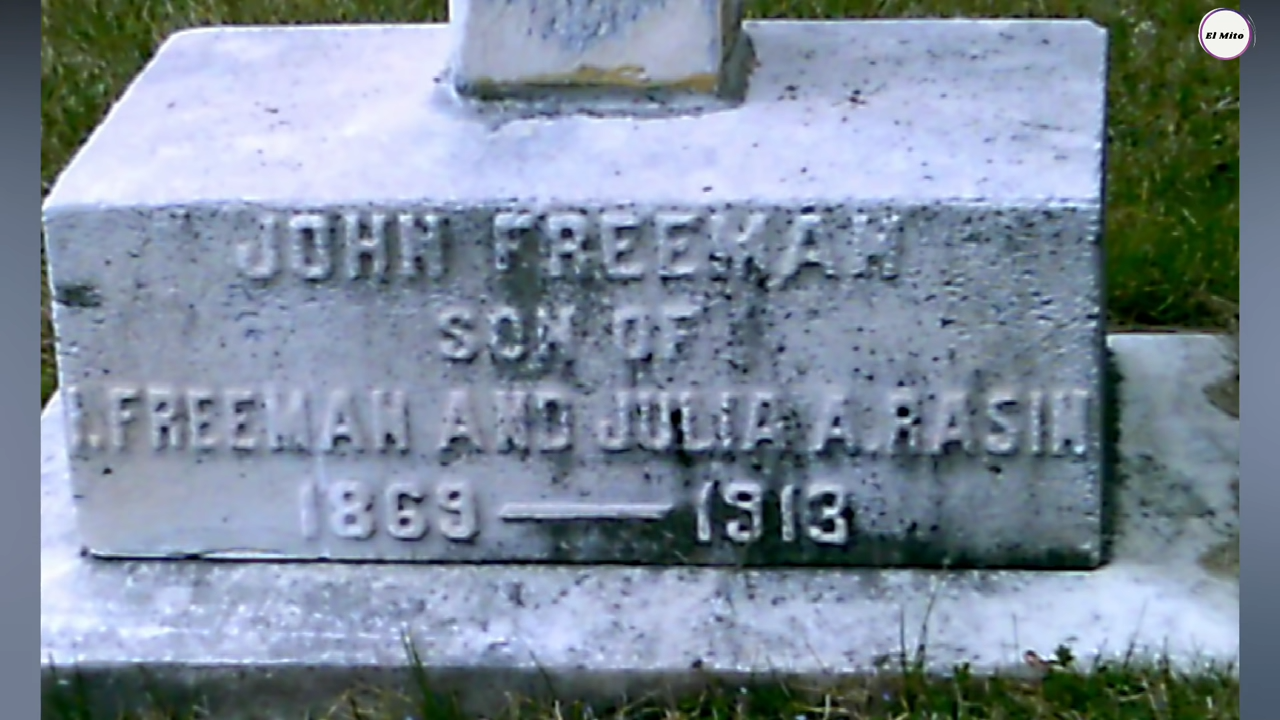 El Mito
JOHN FREEMAN
SON OF
I.FREEMAN AND JULIA A.RASIN.
1869 — 1913